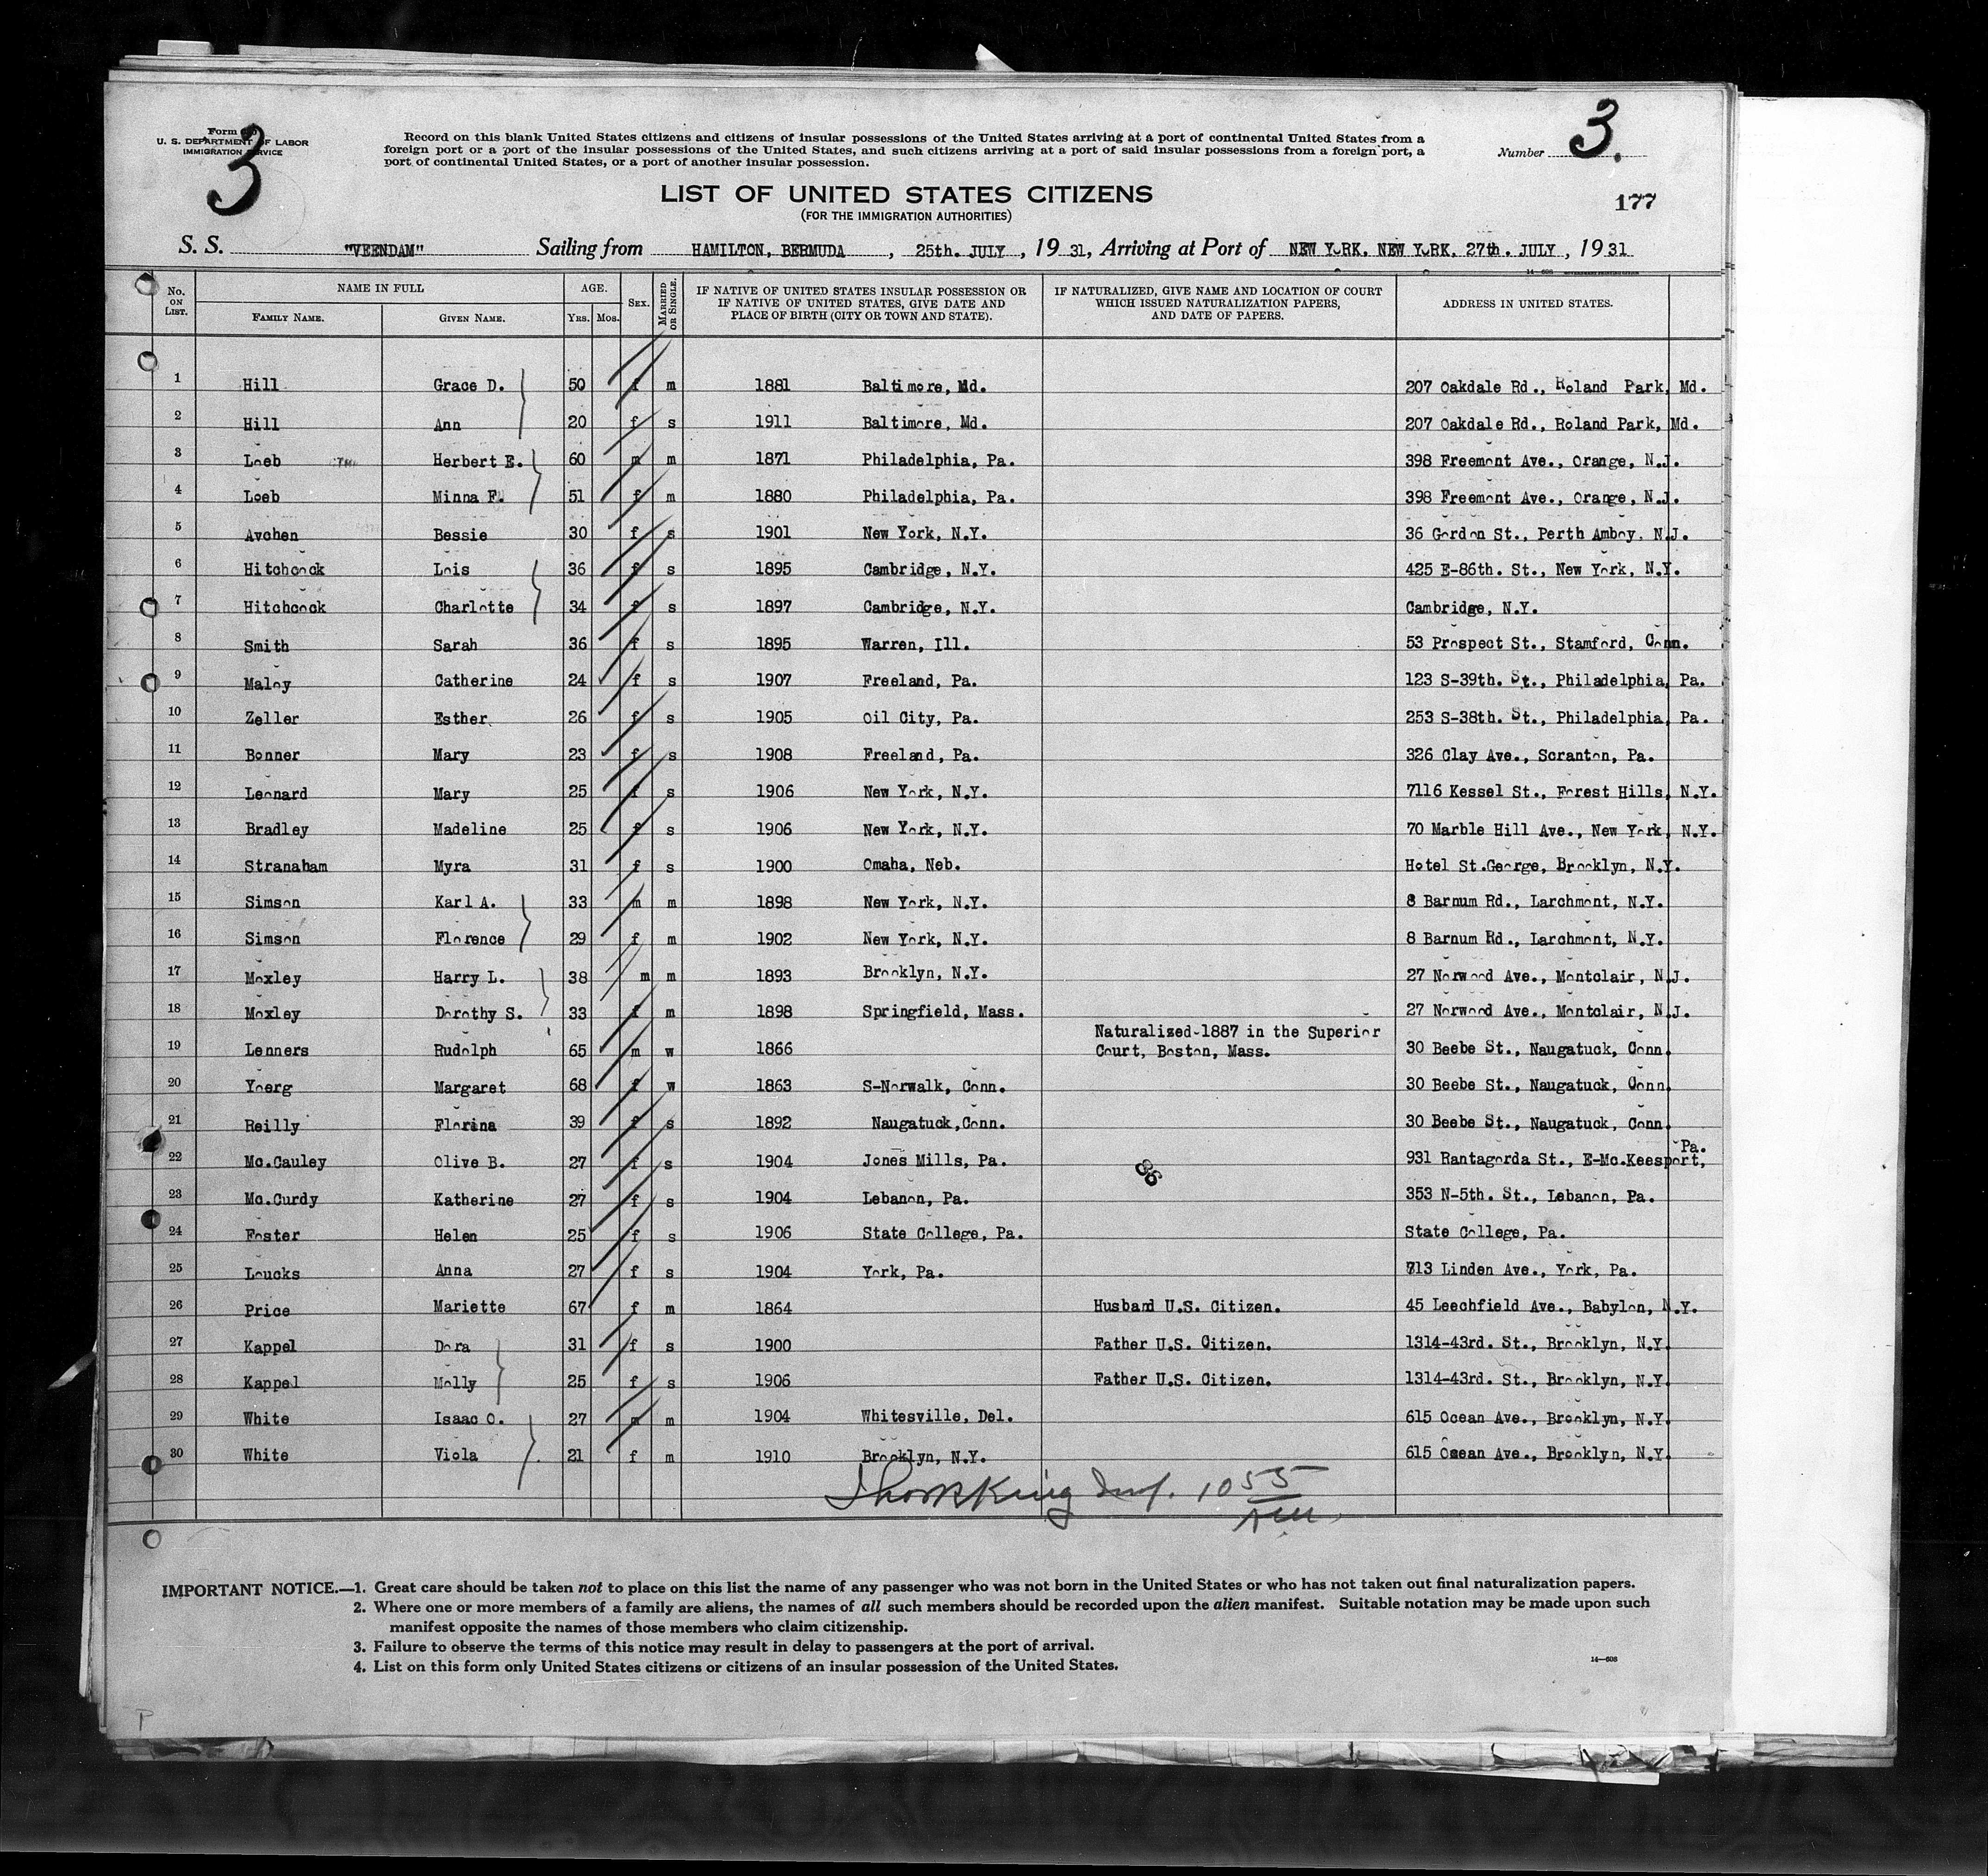 3
Form
U. S. DEPARTMENT OF LABOR
IMMIGRATION SERVICE
Record on this blank United States citizens and citizens of insular possessions of the United States arriving at a port of continental United States from a
foreign port or a port of the insular possessions of the United States, and such citizens arriving at a port of said insular possessions from a foreign port, a
port of continental United States, or a port of another insular possession.
Number 3.
LIST OF UNITED STATES CITIZENS
(FOR THE IMMIGRATION AUTHORITIES)
177
S. S. "VEENDAM" Sailing from HAMILTON, BERMUDA, 25th. JULY, 1931, Arriving at Port of NEW YORK. NEW YORK. 27th. JULY, 1931
No. ON LIST. NAME IN FULL FAMILY NAME. GIVEN NAME. AGE. YRS. MOS. SEX. MARRIED OR SINGLE. IF NATIVE OF UNITED STATES INSULAR POSSESSION OR IF NATIVE OF UNITED STATES, GIVE DATE AND PLACE OF BIRTH (CITY OR TOWN AND STATE). IF NATURALIZED, GIVE NAME AND LOCATION OF COURT WHICH ISSUED NATURALIZATION PAPERS, AND DATE OF PAPERS. ADDRESS IN UNITED STATES.
1 Hill Grace D. 50 f m 1881 Baltimore, Md. 207 Oakdale Rd., Roland Park, Md.
2 Hill Ann 20 f s 1911 Baltimore, Md. 207 Oakdale Rd., Roland Park, Md.
3 Loeb Herbert E. 60 m m 1871 Philadelphia, Pa. 398 Freemont Ave., Orange, N.J.
4 Loeb Minna F. 51 f m 1880 Philadelphia, Pa. 398 Freemont Ave., Orange, N.J.
5 Avchen Bessie 30 f s 1901 New York, N.Y. 36 Gordon St., Perth Amboy, N.J.
6 Hitchcock Lois 36 f s 1895 Cambridge, N.Y. 425 E-86th. St., New York, N.Y.
7 Hitchcock Charlotte 34 f s 1897 Cambridge, N.Y. Cambridge, N.Y.
8 Smith Sarah 36 f s 1895 Warren, Ill. 53 Prospect St., Stamford, Conn.
9 Maloy Catherine 24 f s 1907 Freeland, Pa. 123 S-39th. St., Philadelphia, Pa.
10 Zeller Esther 26 f s 1905 Oil City, Pa. 253 S-38th. St., Philadelphia, Pa.
11 Bonner Mary 23 f s 1908 Freeland, Pa. 326 Clay Ave., Scranton, Pa.
12 Leonard Mary 25 f s 1906 New York, N.Y. 7116 Kessel St., Forest Hills, N.Y.
13 Bradley Madeline 25 f s 1906 New York, N.Y. 70 Marble Hill Ave., New York, N.Y.
14 Stranaham Myra 31 f s 1900 Omaha, Neb. Hotel St.George, Brooklyn, N.Y.
15 Simson Karl A. 33 m m 1898 New York, N.Y. 8 Barnum Rd., Larchmont, N.Y.
16 Simson Florence 29 f m 1902 New York, N.Y. 8 Barnum Rd., Larchmont, N.Y.
17 Moxley Harry L. 38 m m 1893 Brooklyn, N.Y. 27 Norwood Ave., Montclair, N.J.
18 Moxley Dorothy S. 33 f m 1898 Springfield, Mass. 27 Norwood Ave., Montclair, N.J.
Naturalized-1887 in the Superior
19 Lenners Rudolph 65 m w 1866 Court, Boston, Mass. 30 Beebe St., Naugatuck, Conn.
20 Yoerg Margaret 68 f w 1863 S-Norwalk, Conn. 30 Beebe St., Naugatuck, Conn.
21 Reilly Florina 39 f s 1892 Naugatuck,Conn. 30 Beebe St., Naugatuck, Conn.
Pa.
22 Mc.Cauley Olive B. 27 f s 1904 Jones Mills, Pa. 931 Rantagorda St., E-Mc.Keesport,
88
23 Mc.Curdy Katherine 27 f s 1904 Lebanon, Pa. 353 N-5th. St., Lebanon, Pa.
24 Foster Helen 25 f s 1906 State College, Pa. State College, Pa.
25 Loucks Anna 27 f s 1904 York, Pa. 713 Linden Ave., York, Pa.
26 Price Mariette 67 f m 1864 Husband U.S. Citizen. 45 Leechfield Ave., Babylon, N.Y.
27 Kappel Dora 31 f s 1900 Father U.S. Citizen. 1314-43rd. St., Brooklyn, N.Y.
28 Kappel Molly 25 f s 1906 Father U.S. Citizen. 1314-43rd. St., Brooklyn, N.Y.
29 White Isaac O. 27 m m 1904 Whitesville, Del. 615 Ocean Ave., Brooklyn, N.Y.
30 White Viola 21 f m 1910 Brooklyn, N.Y. 615 Ocean Ave., Brooklyn, N.Y.
10 55
IMPORTANT NOTICE.—1. Great care should be taken not to place on this list the name of any passenger who was not born in the United States or who has not taken out final naturalization papers.
2. Where one or more members of a family are aliens, the names of all such members should be recorded upon the alien manifest. Suitable notation may be made upon such
manifest opposite the names of those members who claim citizenship.
3. Failure to observe the terms of this notice may result in delay to passengers at the port of arrival.
4. List on this form only United States citizens or citizens of an insular possession of the United States.
14—608
P